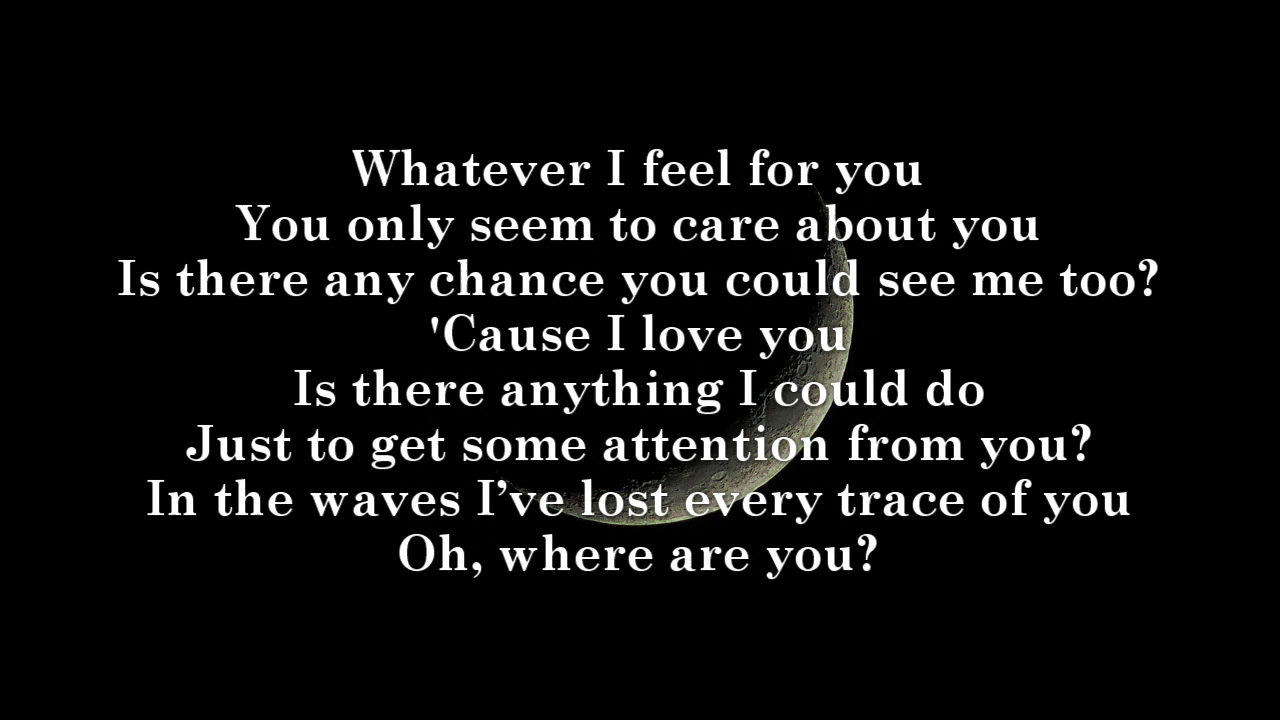 Whatever I feel for you
You only seem to care about you
Is there any chance you could see me too?
'Cause I love you
Is there anything I could do
Just to get some attention from you?
In the waves I’ve lost every trace of you
Oh, where are you?